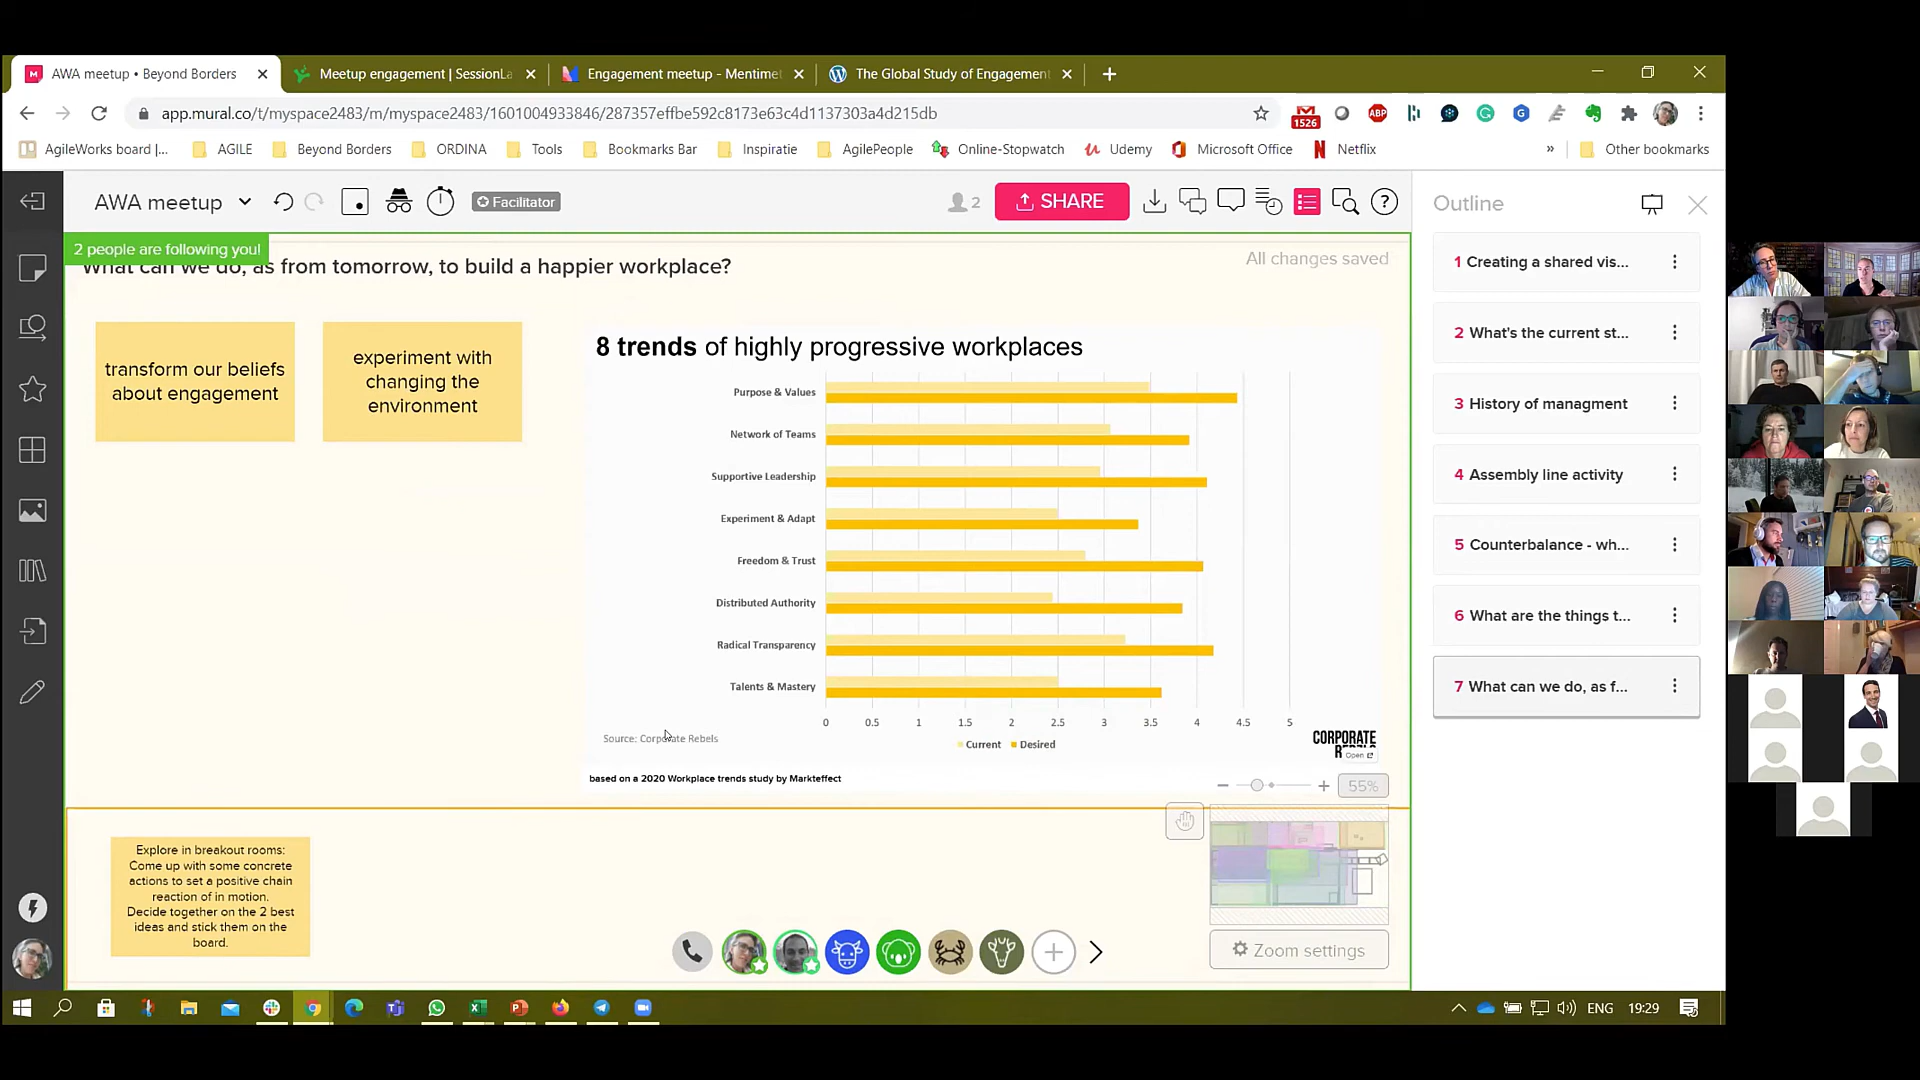 AWA meetup • Beyond Borders
Meetup engagement | SessionLa
Engagement meetup - Mentimet
The Global Study of Engagement
app.mural.co/t/myspace2483/m/myspace2483/1601004933846/287357effbe592c8173e63c4d1137303a4d215db
1526
ABP
AgileWorks board |...
AGILE
Beyond Borders
ORDINA
Tools
Bookmarks Bar
Inspiratie
AgilePeople
Online-Stopwatch
Udemy
Microsoft Office
Netflix
»
Other bookmarks
AWA meetup
Facilitator
2
SHARE
Outline
2 people are following you!
What can we do, as from tomorrow, to build a happier workplace?
All changes saved
transform our beliefs
about engagement
experiment with
changing the
environment
8 trends of highly progressive workplaces
Purpose & Values
Network of Teams
Supportive Leadership
Experiment & Adapt
Freedom & Trust
Distributed Authority
Radical Transparency
Talents & Mastery
0 0.5 1 1.5 2 2.5 3 3.5 4 4.5 5
Current Desired
Source: Corporate Rebels
CORPORATE
Open
based on a 2020 Workplace trends study by Markteffect
55%
Explore in breakout rooms:
Come up with some concrete
actions to set a positive chain
reaction of in motion.
Decide together on the 2 best
ideas and stick them on the
board.
Zoom settings
1 Creating a shared vis...
2 What's the current st...
3 History of managment
4 Assembly line activity
5 Counterbalance - wh...
6 What are the things t...
7 What can we do, as f...
ENG
19:29